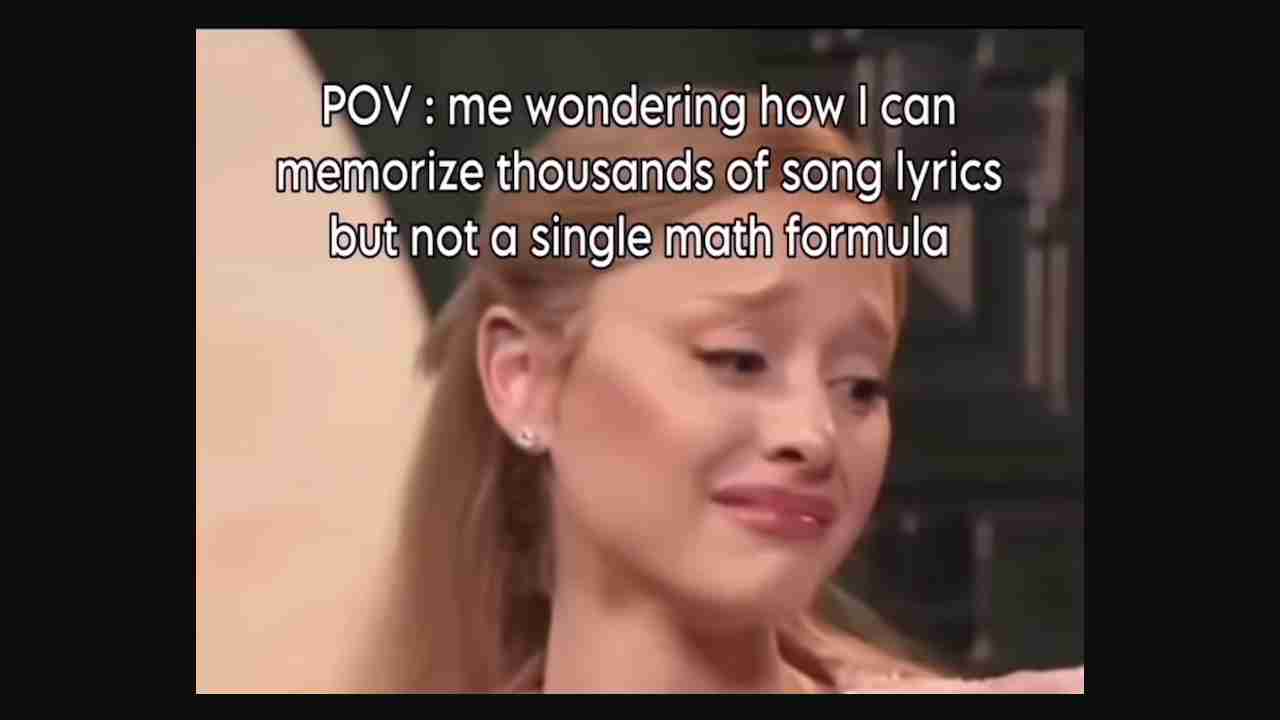 POV : me wondering how I can
memorize thousands of song lyrics
but not a single math formula